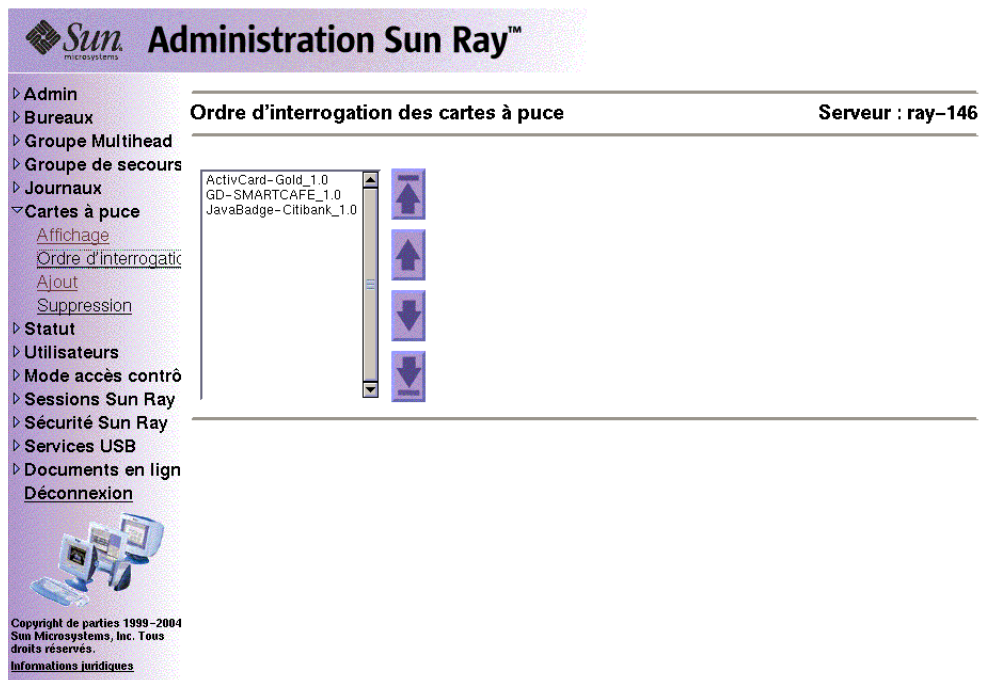 Sun
microsystems
Administration Sun Ray™
Admin
Bureaux
Groupe Multihead
Groupe de secours
Journaux
Cartes à puce
Affichage
Ordre d'interrogatio
Ajout
Suppression
Statut
Utilisateurs
Mode accès contrô
Sessions Sun Ray
Sécurité Sun Ray
Services USB
Documents en lign
Déconnexion
Copyright de parties 1999-2004
Sun Microsystems, Inc. Tous
droits réservés.
Informations juridiques
Ordre d'interrogation des cartes à puce Serveur : ray-146
ActivCard-Gold_1.0
GD-SMARTCAFE_1.0
JavaBadge-Citibank_1.0